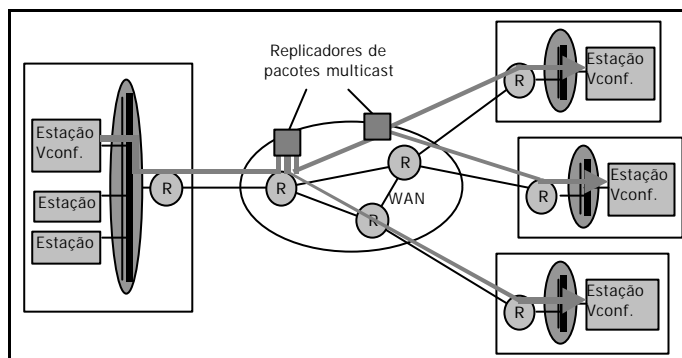 Replicadores de
pacotes multicast
Estação
Vconf.
Estação
Estação
R
R
R
R
WAN
R
Estação
Vconf.
R
Estação
Vconf.
R
Estação
Vconf.